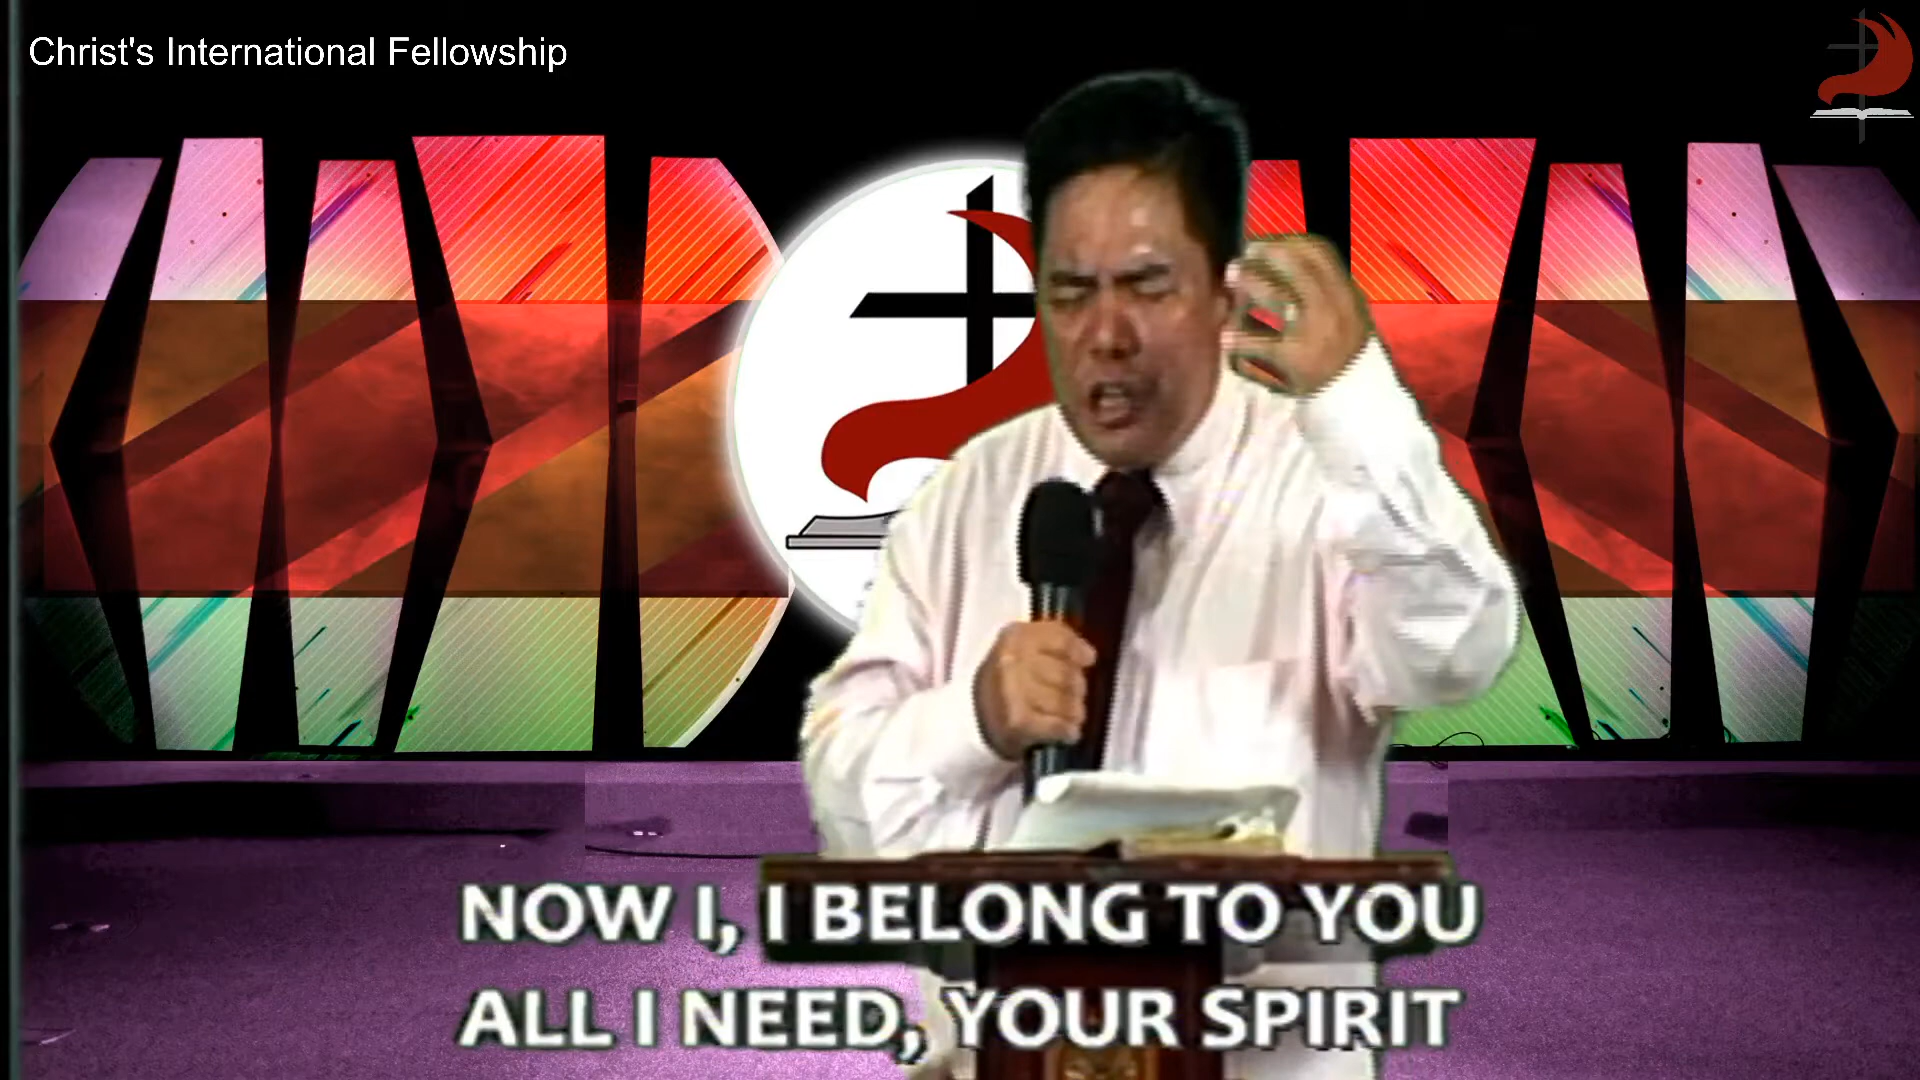 Christ's International Fellowship
NOW I, I BELONG TO YOU
ALL I NEED, YOUR SPIRIT